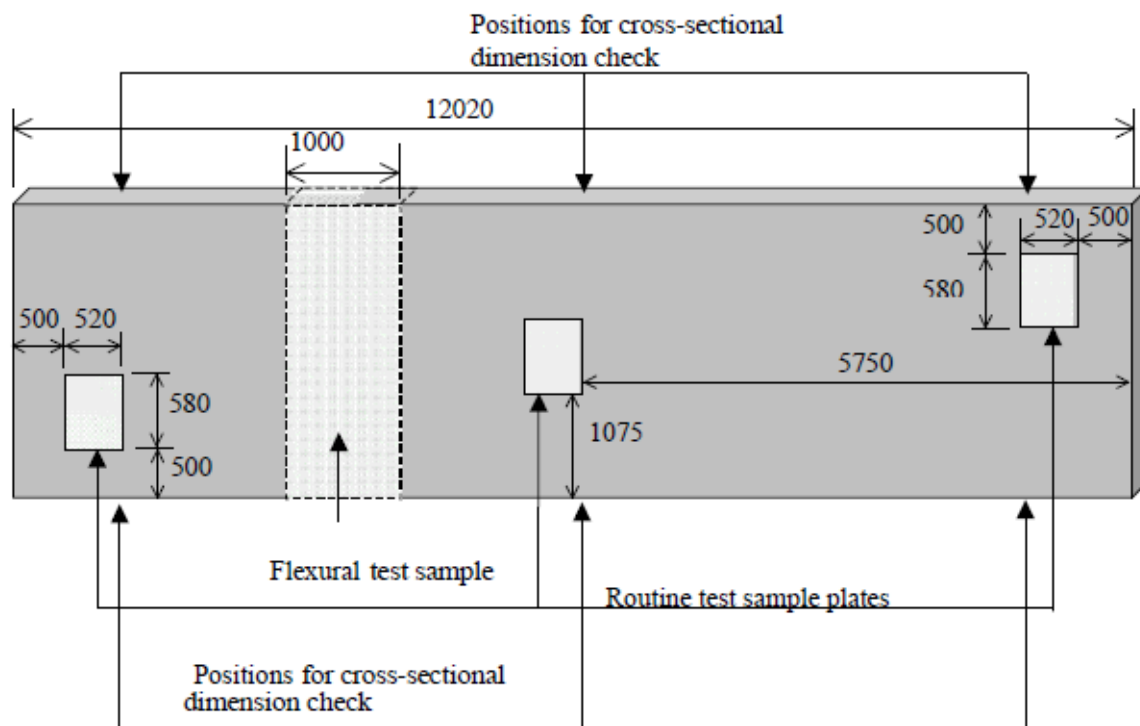 Positions for cross-sectional
dimension check
12020
1000
500
520
500
580
500
520
5750
580
1075
500
Flexural test sample
Routine test sample plates
Positions for cross-sectional
dimension check